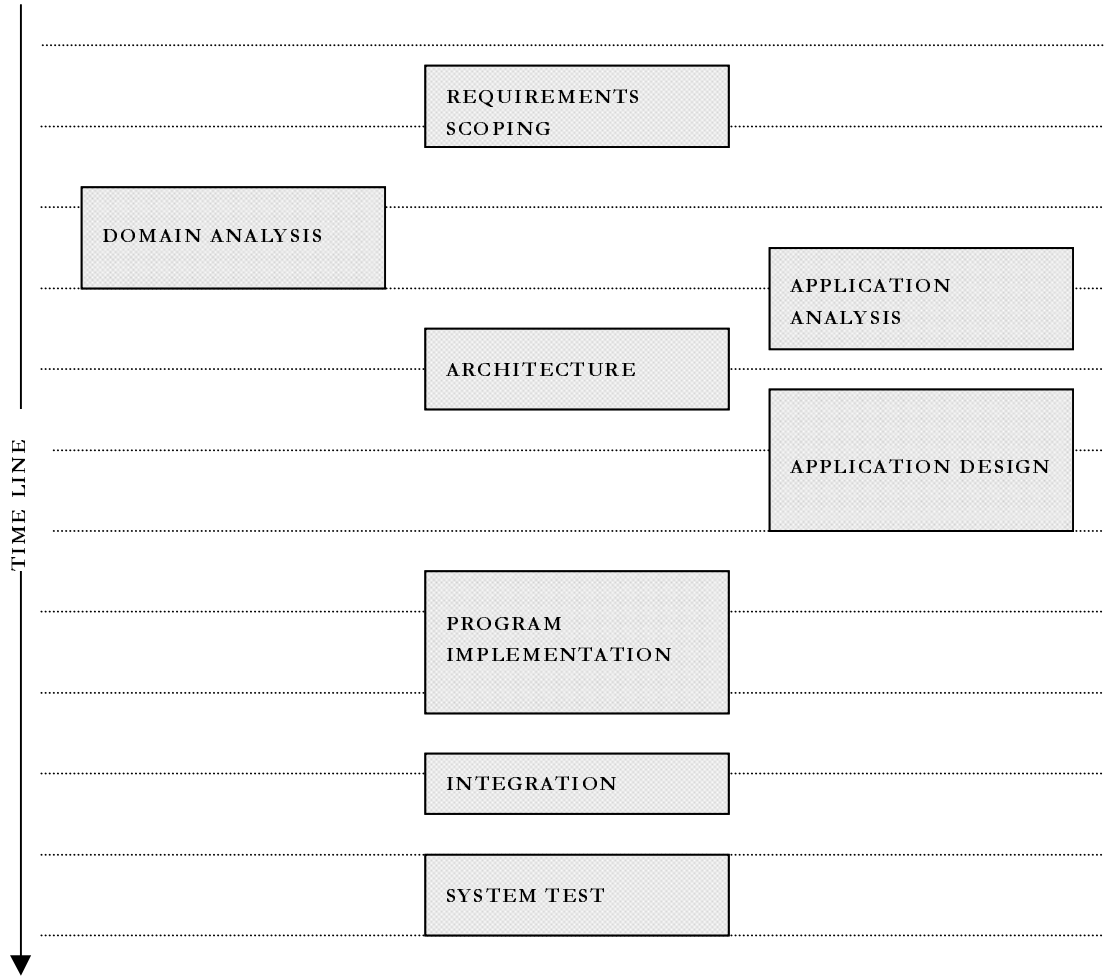 REQUIREMENTS
SCOPING
DOMAIN ANALYSIS
APPLICATION
ANALYSIS
ARCHITECTURE
APPLICATION DESIGN
TIME LINE
PROGRAM
IMPLEMENTATION
INTEGRATION
SYSTEM TEST